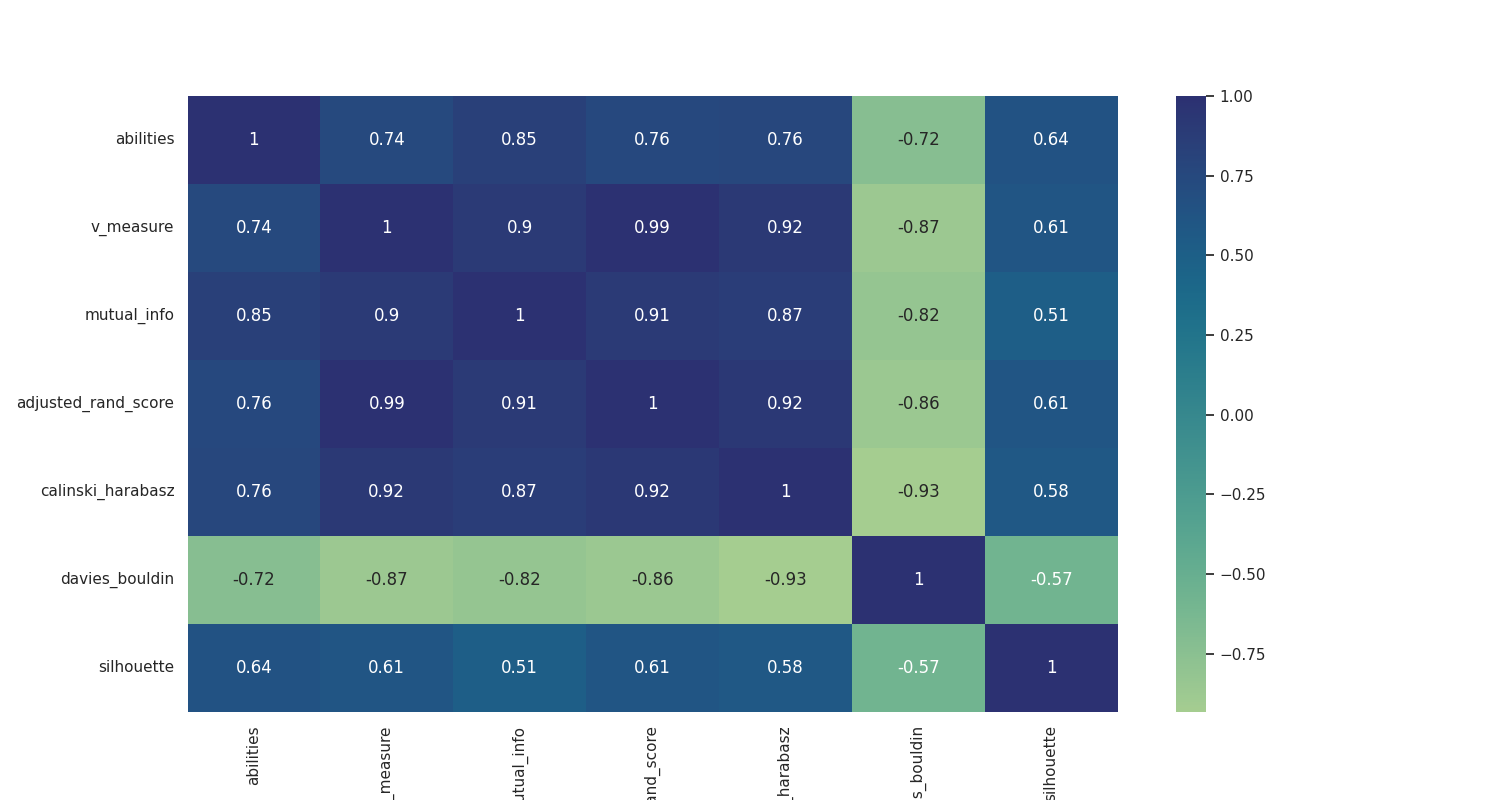 abilities 1 0.74 0.85 0.76 0.76 -0.72 0.64
v_measure 0.74 1 0.9 0.99 0.92 -0.87 0.61
mutual_info 0.85 0.9 1 0.91 0.87 -0.82 0.51
adjusted_rand_score 0.76 0.99 0.91 1 0.92 -0.86 0.61
calinski_harabasz 0.76 0.92 0.87 0.92 1 -0.93 0.58
davies_bouldin -0.72 -0.87 -0.82 -0.86 -0.93 1 -0.57
silhouette 0.64 0.61 0.51 0.61 0.58 -0.57 1
abilities
_measure
utual_info
and_score
_harabasz
s_bouldin
silhouette
1.00
0.75
0.50
0.25
0.00
−0.25
−0.50
−0.75